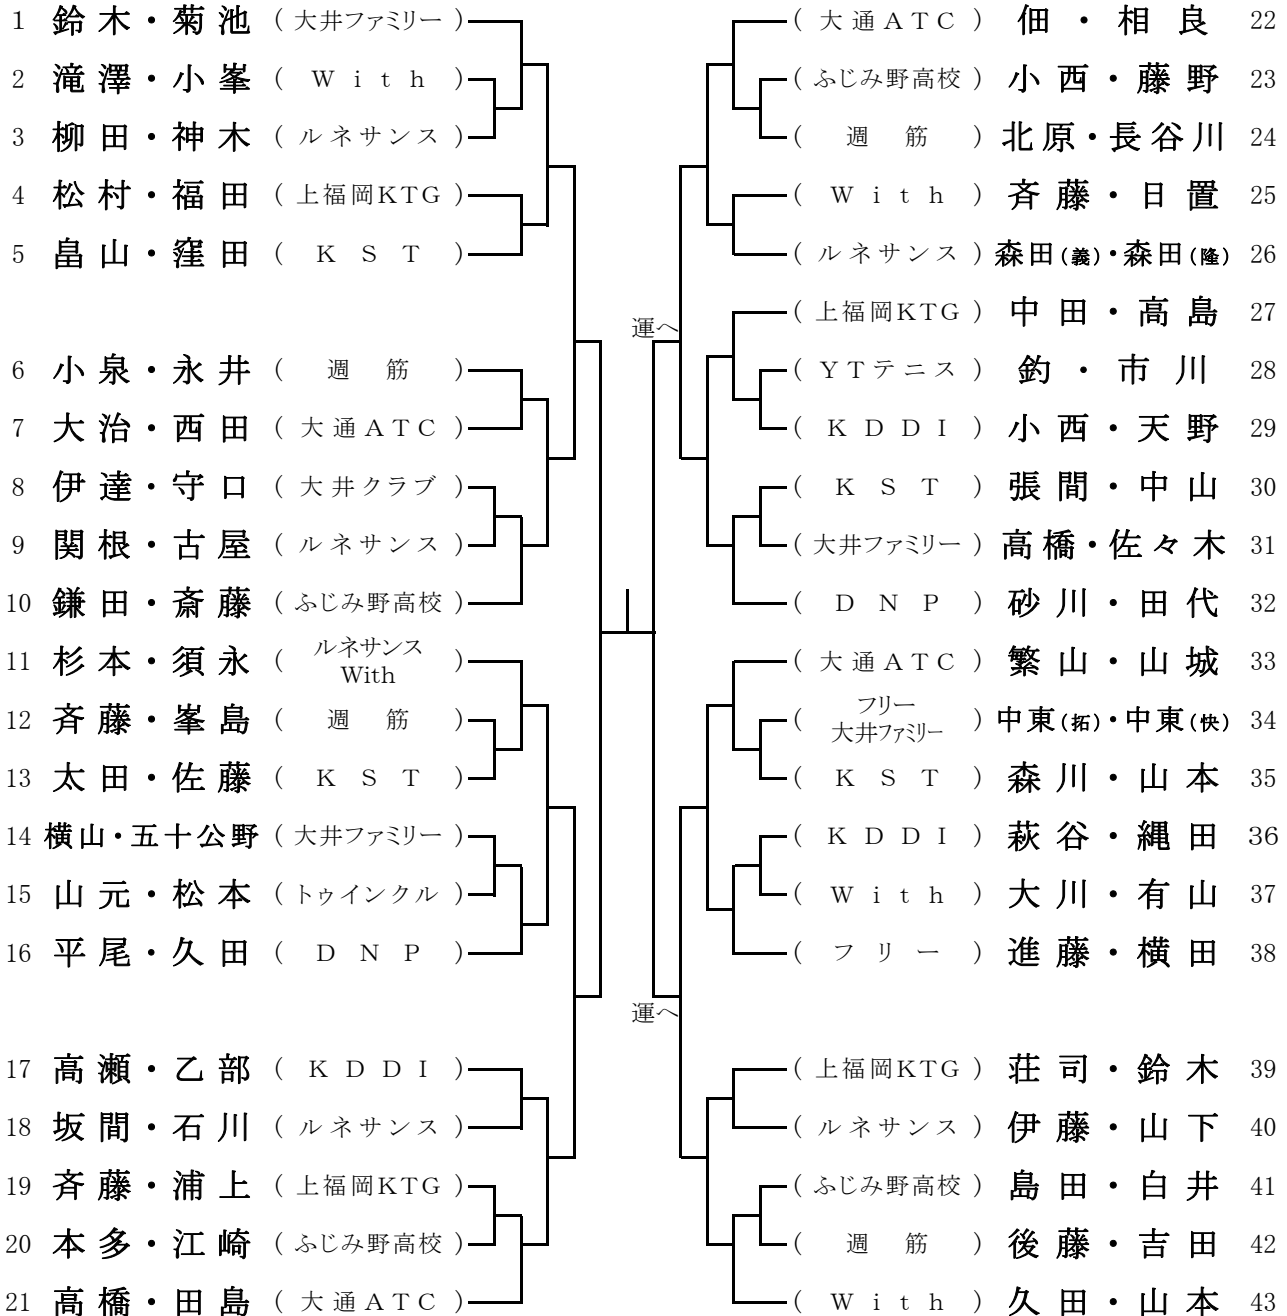 1 鈴木・菊池 (大井ファミリー)
2 滝澤・小峯 (With)
3 柳田・神木 (ルネサンス)
4 松村・福田 (上福岡KTG)
5 畠山・窪田 (KST)
6 小泉・永井 (週筋)
7 大治・西田 (大通ATC)
8 伊達・守口 (大井クラブ)
9 関根・古屋 (ルネサンス)
10 鎌田・斎藤 (ふじみ野高校)
11 杉本・須永 (ルネサンス
With)
12 斉藤・峯島 (週筋)
13 太田・佐藤 (KST)
14 横山・五十公野 (大井ファミリー)
15 山元・松本 (トゥインクル)
16 平尾・久田 (DNP)
17 高瀬・乙部 (KDDI)
18 坂間・石川 (ルネサンス)
19 斉藤・浦上 (上福岡KTG)
20 本多・江崎 (ふじみ野高校)
21 高橋・田島 (大通ATC)
運へ
運へ
(大通ATC) 佃・相良 22
(ふじみ野高校) 小西・藤野 23
(週筋) 北原・長谷川 24
(With) 斉藤・日置 25
(ルネサンス) 森田(義)・森田(隆) 26
(上福岡KTG) 中田・高島 27
(YTテニス) 釣・市川 28
(KDDI) 小西・天野 29
(KST) 張間・中山 30
(大井ファミリー) 高橋・佐々木 31
(DNP) 砂川・田代 32
(大通ATC) 繁山・山城 33
(フリー
大井ファミリー) 中東(拓)・中東(快) 34
(KST) 森川・山本 35
(KDDI) 萩谷・縄田 36
(With) 大川・有山 37
(フリー) 進藤・横田 38
(上福岡KTG) 荘司・鈴木 39
(ルネサンス) 伊藤・山下 40
(ふじみ野高校) 島田・白井 41
(週筋) 後藤・吉田 42
(With) 久田・山本 43